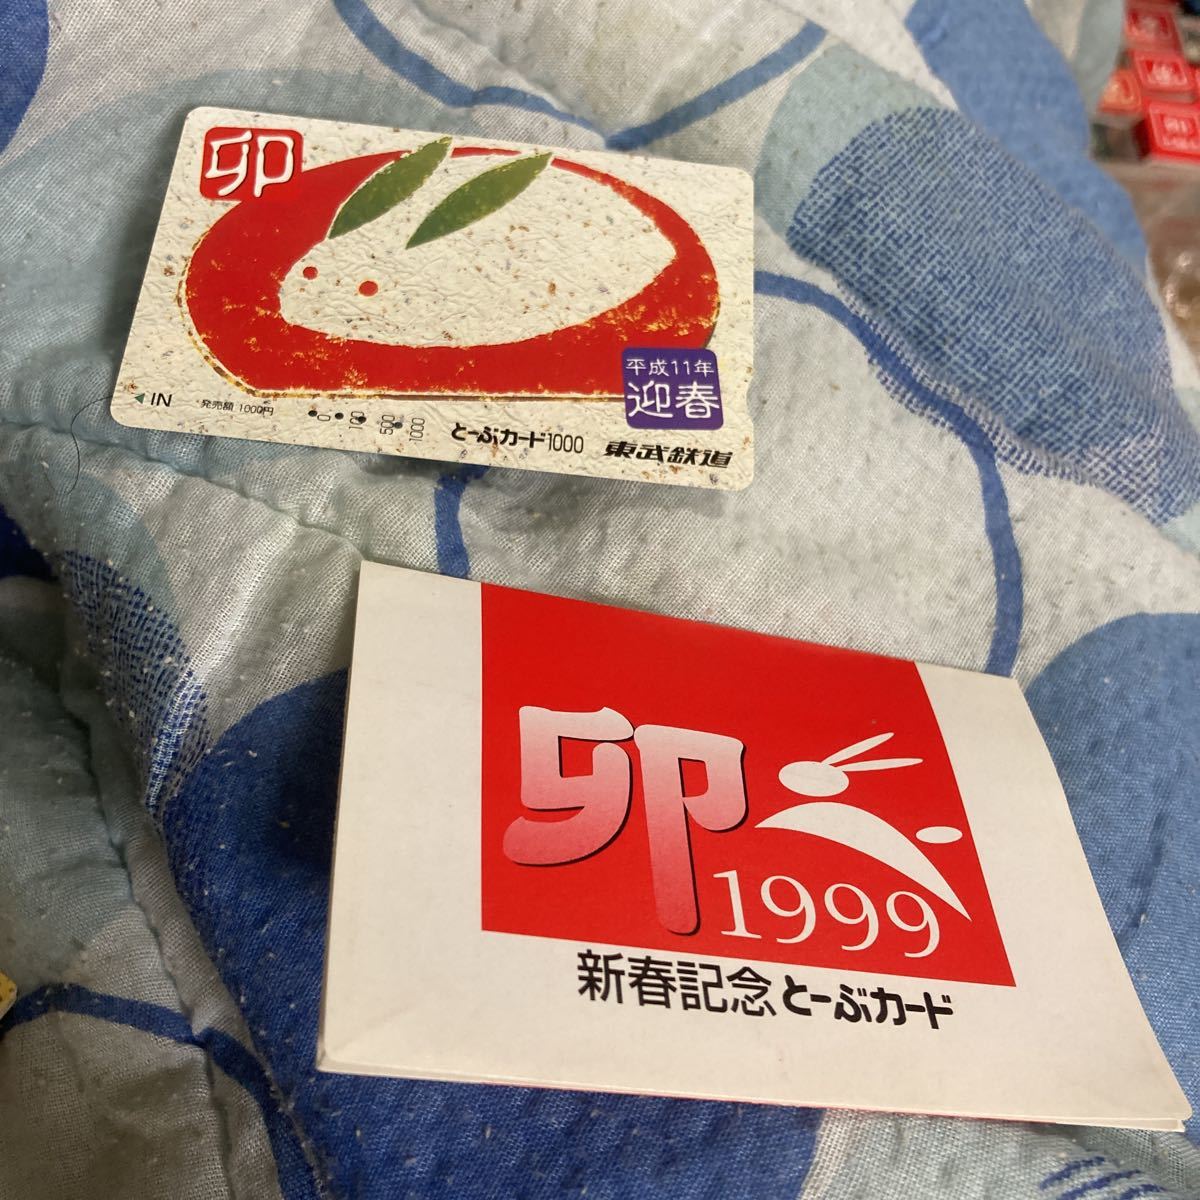 卯
平成11年
迎春
IN
発売額 1000円
0 100 500 1000
とーぶカード1000
東武鉄道
卯
1999
新春記念とーぶカード